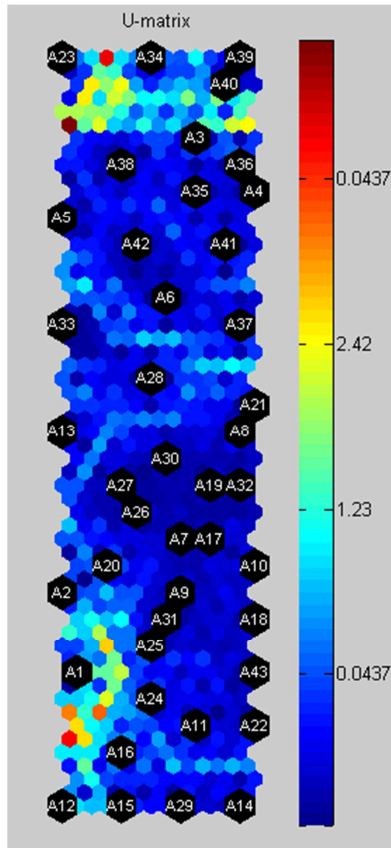 U-matrix
A23 A34 A39
A40
A3
A38 A36
A35 A4
A5
A42 A41
A6
A33 A37
A28
A21
A13 A8
A30
A27 A19 A32
A26
A7 A17
A20 A10
A2 A9
A31 A18
A25
A1 A43
A24
A11 A22
A16
A12 A15 A29 A14
0.0437
2.42
1.23
0.0437